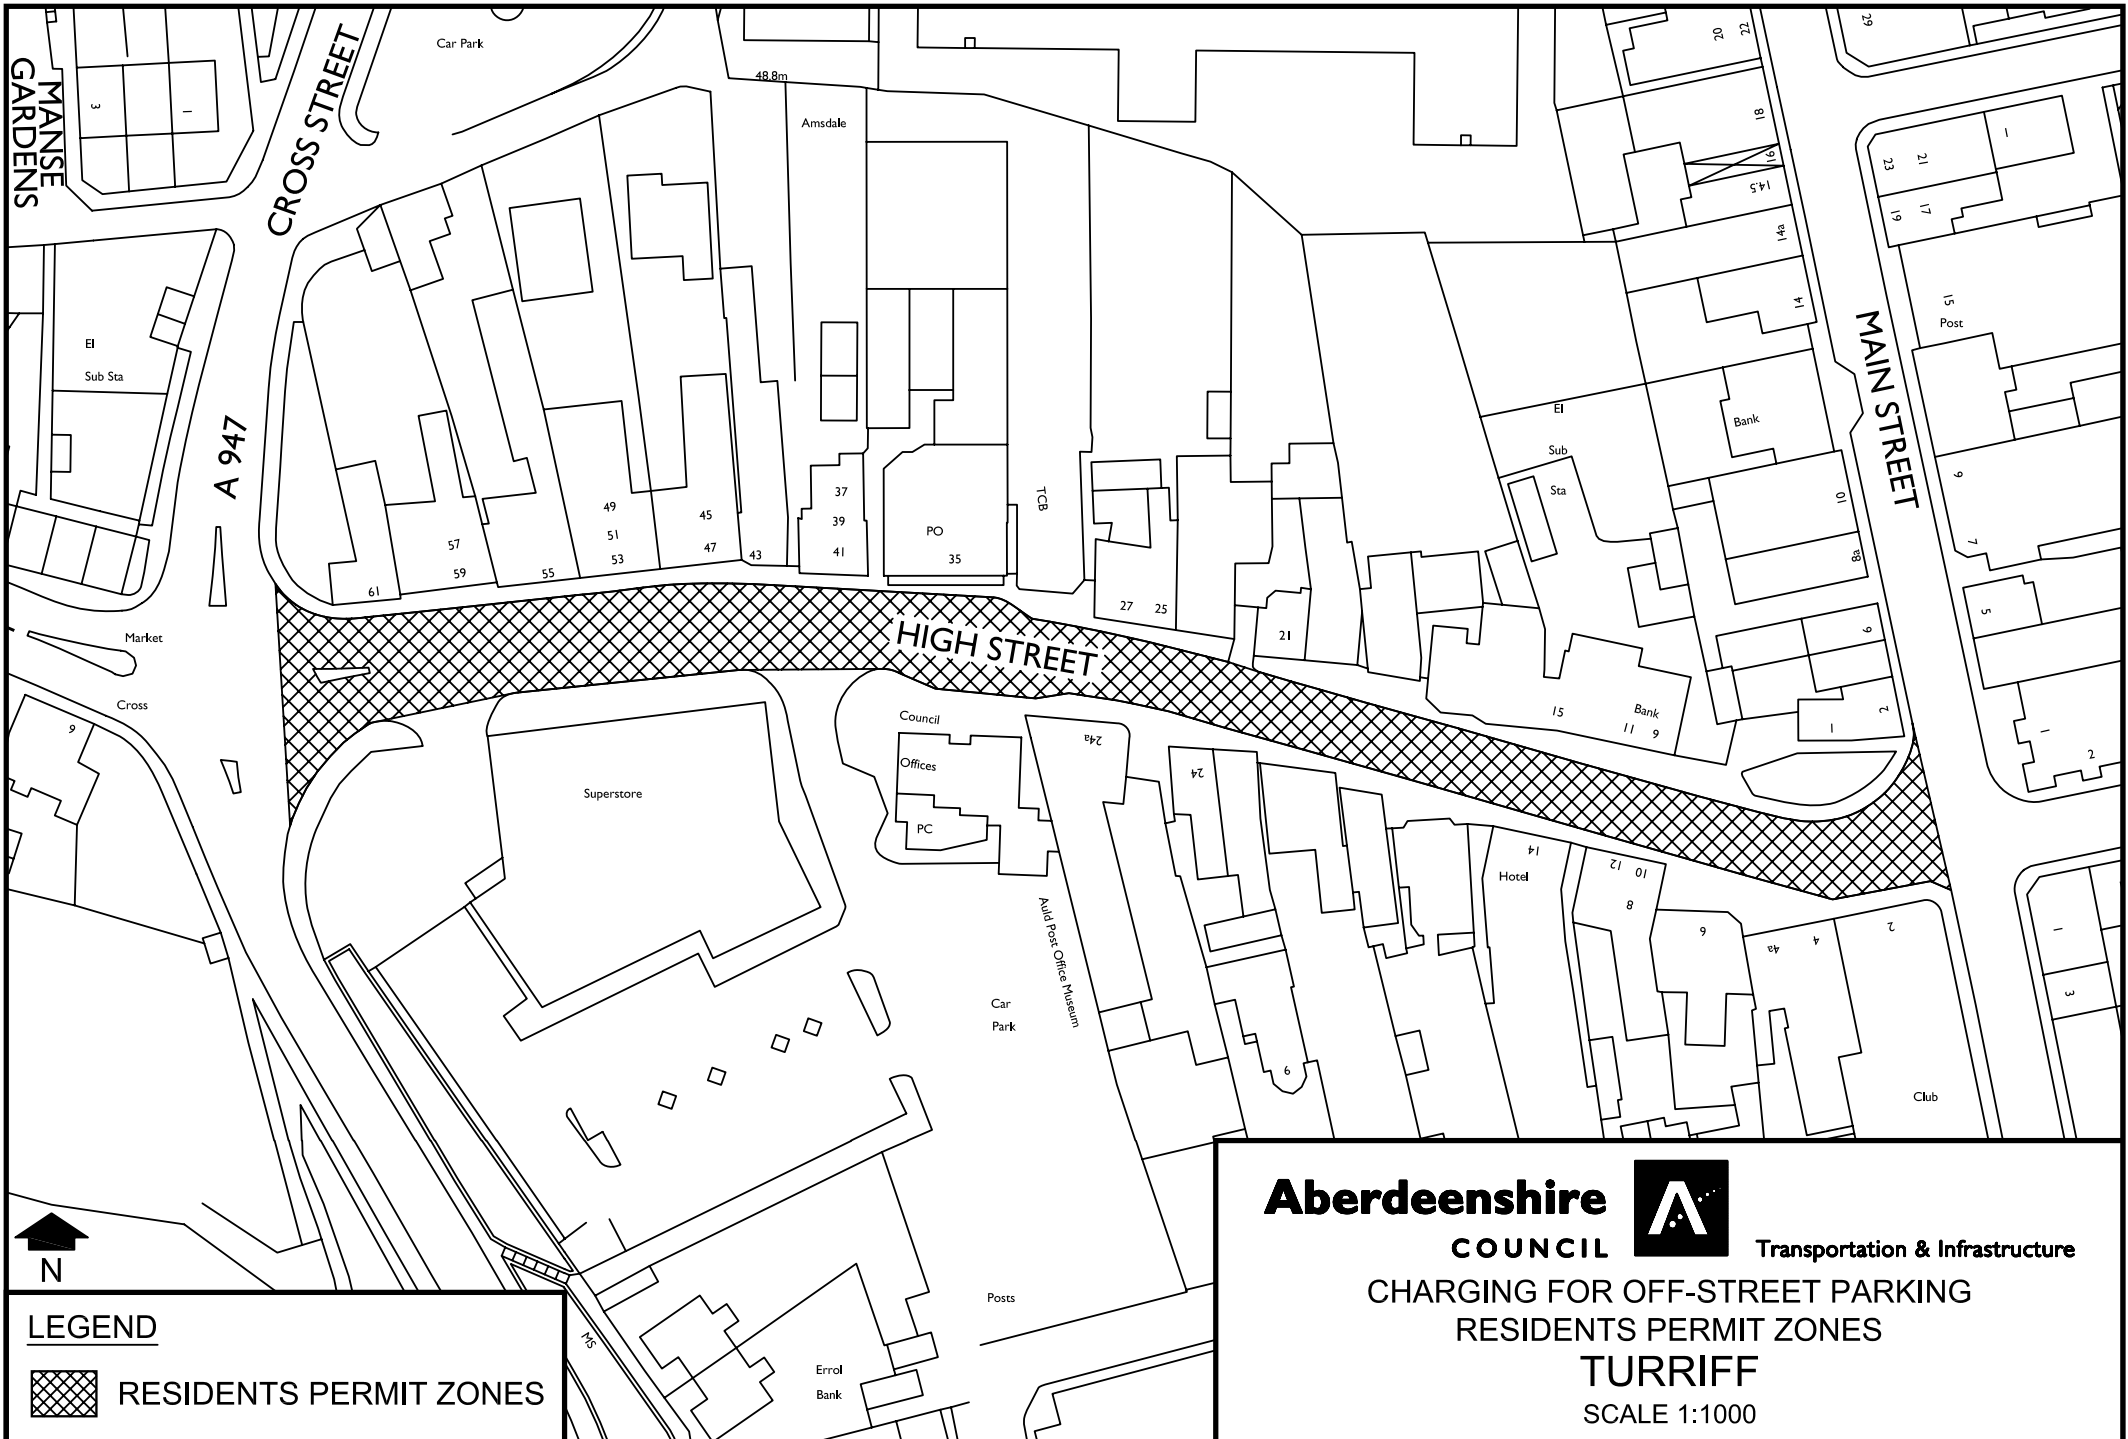 MANSE
GARDENS
3
1
CROSS STREET
Car Park
48.8m
Amsdale
20
22
18
16
14.5
14a
14
29
23
21
1
19
17
15
Post
MAIN STREET
El
Sub Sta
A 947
El
Sub
Sta
Bank
10
8a
9
7
5
6
2
1
1
2
37
39
41
PO
35
TCB
49
51
53
45
47
43
57
59
55
61
27
25
21
15
Bank
11
9
Market
Cross
9
HIGH STREET
Council
Offices
PC
24a
24
Superstore
14
Hotel
12
10
8
6
4a
4
2
1
3
Auld Post Office Museum
Car
Park
9
Club
Posts
Errol
Bank
MS
N
LEGEND
RESIDENTS PERMIT ZONES
Aberdeenshire
COUNCIL
Transportation & Infrastructure
CHARGING FOR OFF-STREET PARKING
RESIDENTS PERMIT ZONES
TURRIFF
SCALE 1:1000